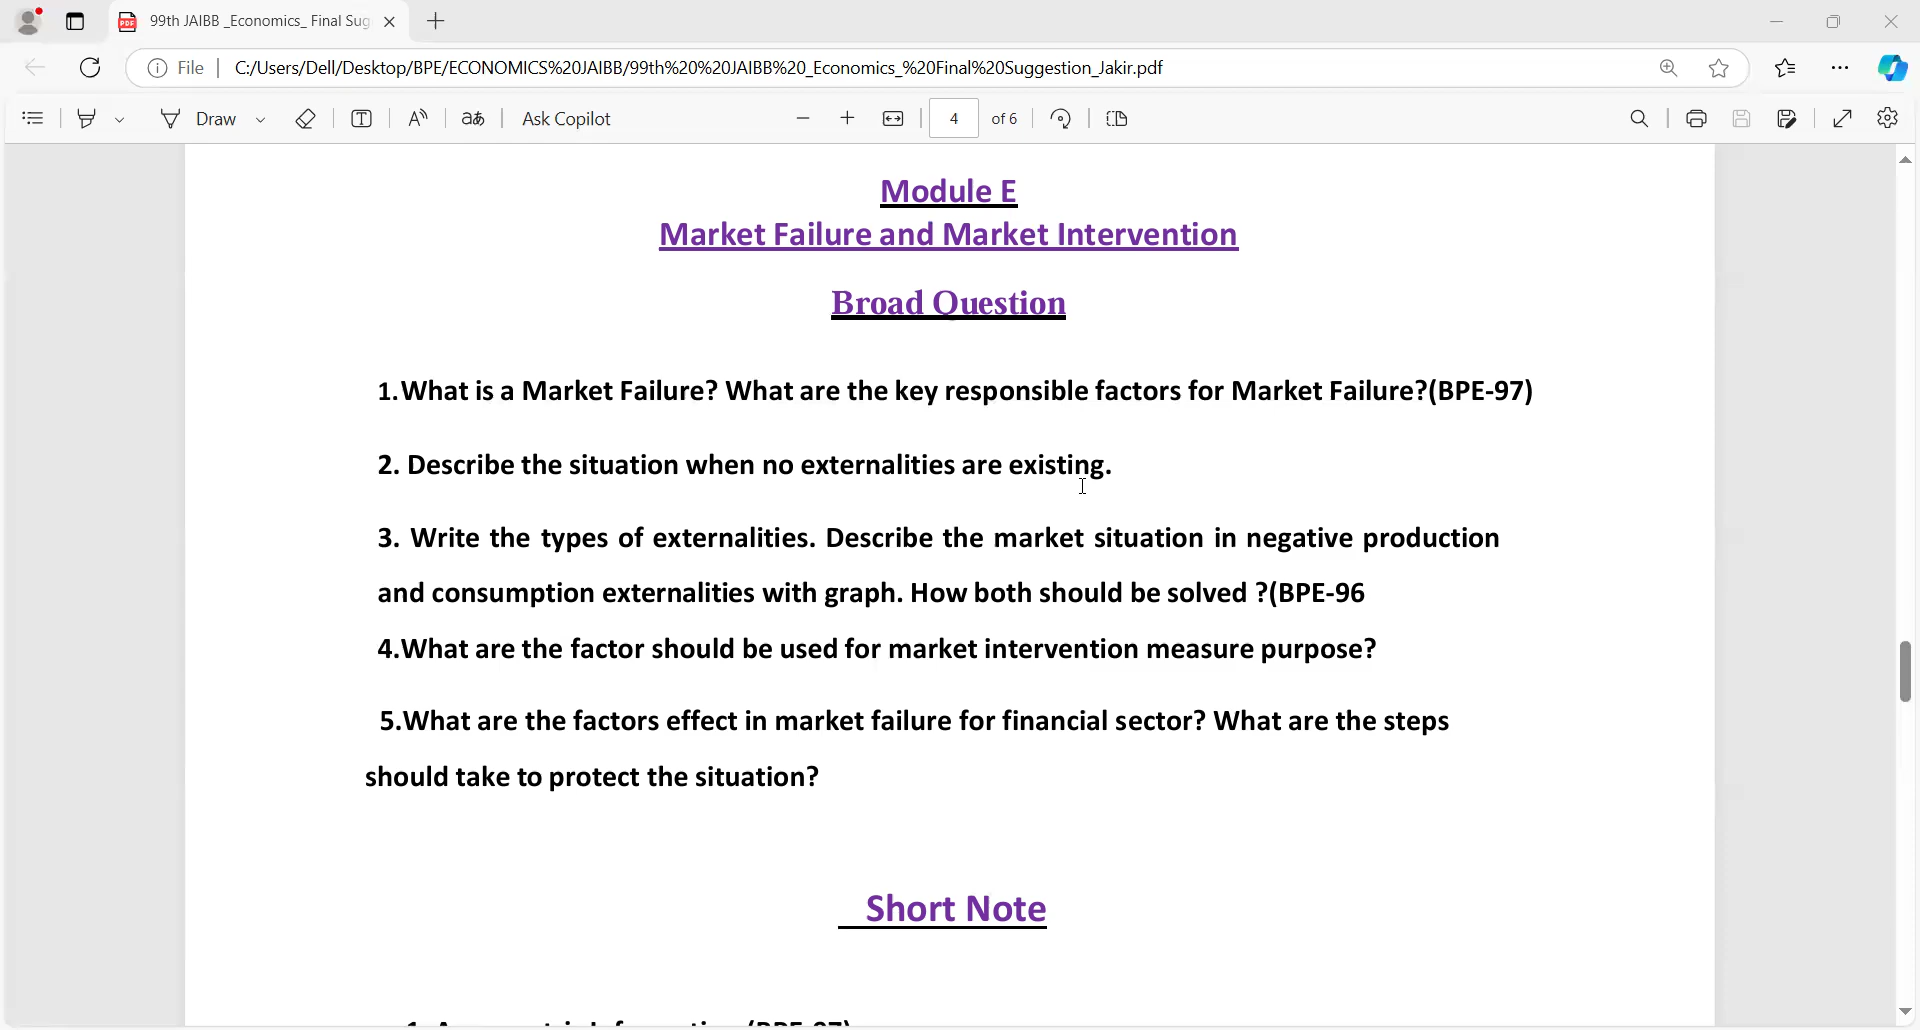 99th JAIBB _Economics_ Final Sug
File
C:/Users/Dell/Desktop/BPE/ECONOMICS%20JAIBB/99th%20%20JAIBB%20_Economics_%20Final%20Suggestion_Jakir.pdf
Draw
aあ
Ask Copilot
4 of 6
Module E
Market Failure and Market Intervention
Broad Question
1.What is a Market Failure? What are the key responsible factors for Market Failure?(BPE-97)
2. Describe the situation when no externalities are existing.
3. Write the types of externalities. Describe the market situation in negative production
and consumption externalities with graph. How both should be solved ?(BPE-96
4.What are the factor should be used for market intervention measure purpose?
5.What are the factors effect in market failure for financial sector? What are the steps
should take to protect the situation?
Short Note